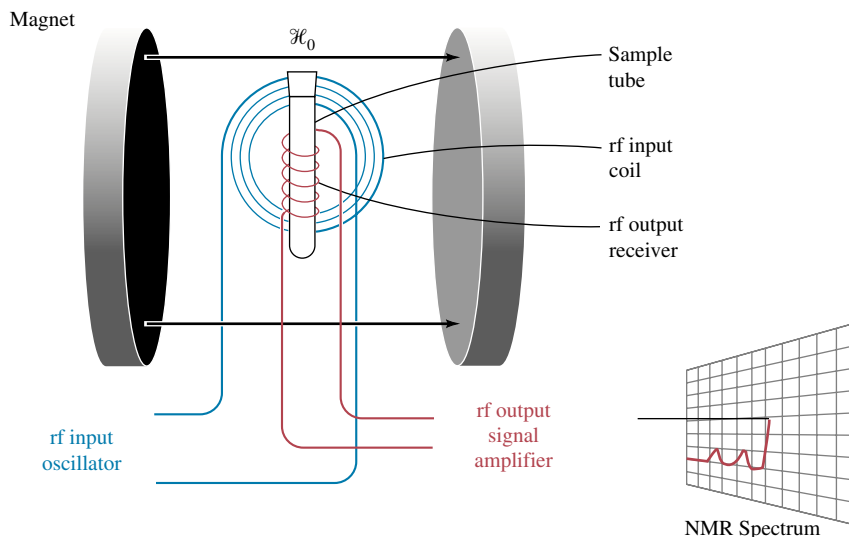 Magnet
ℋ₀
Sample
tube
rf input
coil
rf output
receiver
rf input
oscillator
rf output
signal
amplifier
NMR Spectrum